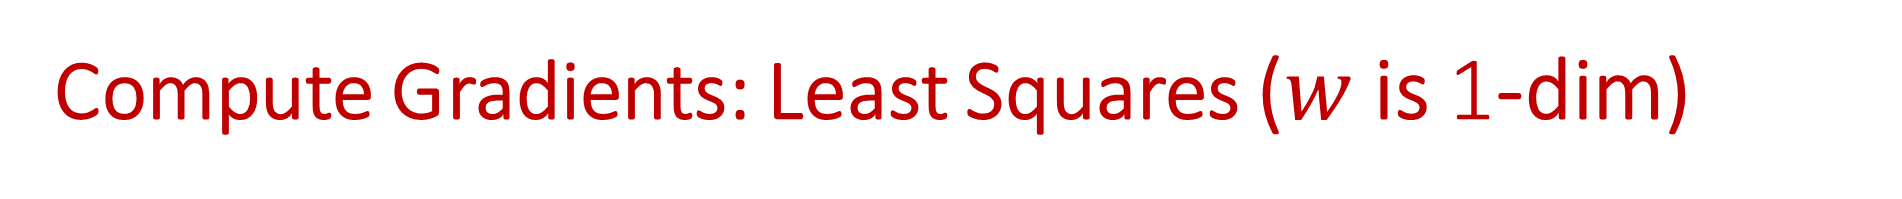 Compute Gradients: Least Squares (𝑤 is 1-dim)